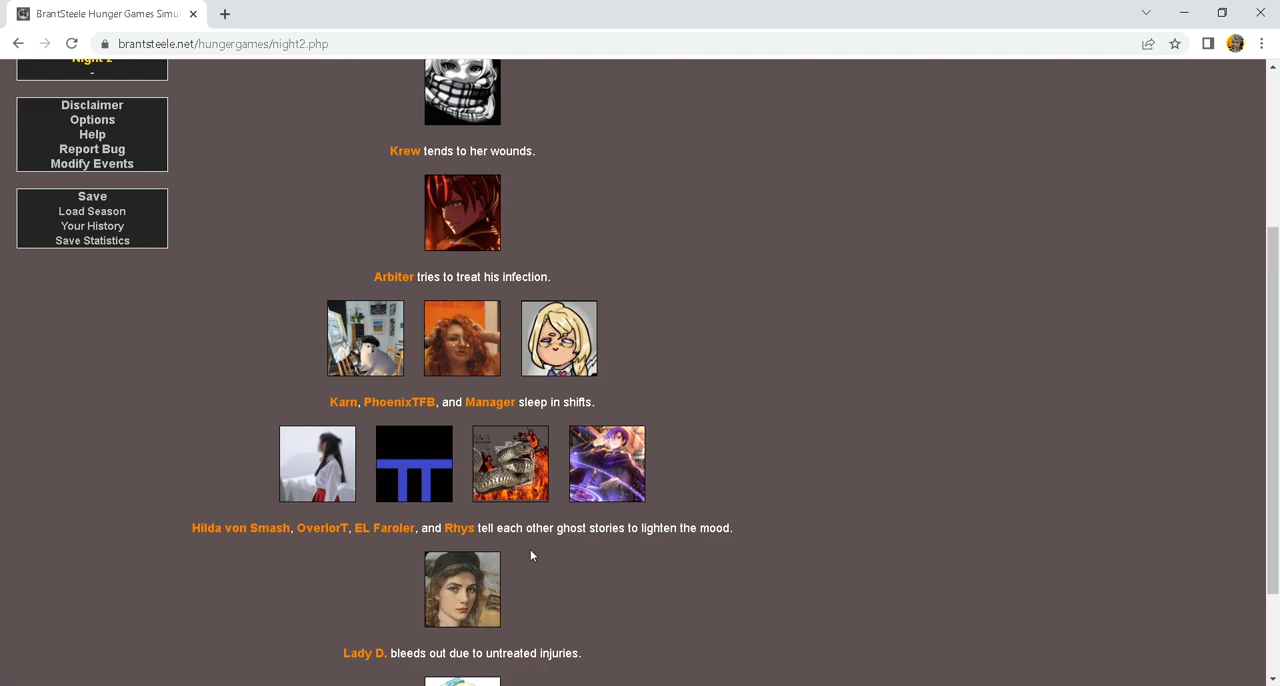 BrantSteele Hunger Games Simu
brantsteele.net/hungergames/night2.php
Night 2
-
Disclaimer
Options
Help
Report Bug
Modify Events
Save
Load Season
Your History
Save Statistics
Krew tends to her wounds.
Arbiter tries to treat his infection.
Karn, PhoenixTFB, and Manager sleep in shifts.
Hilda von Smash, OverlorT, EL Faroler, and Rhys tell each other ghost stories to lighten the mood.
Lady D. bleeds out due to untreated injuries.